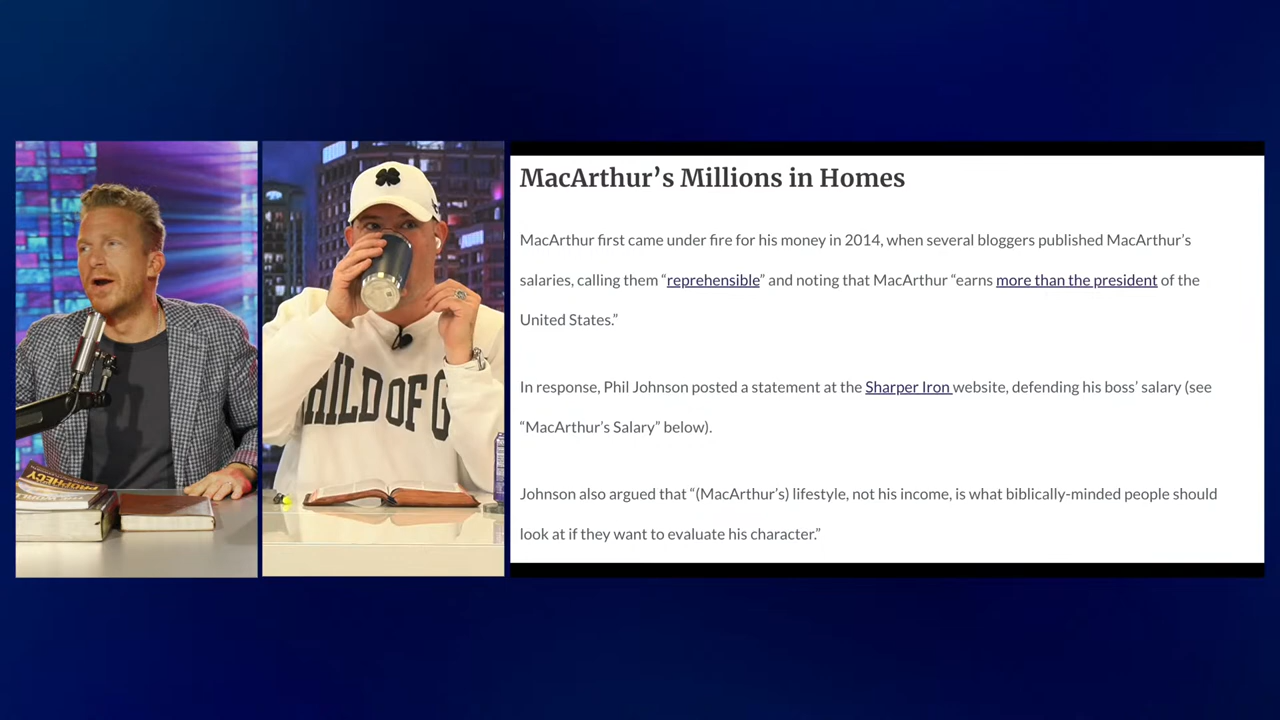 MacArthur’s Millions in Homes
MacArthur first came under fire for his money in 2014, when several bloggers published MacArthur’s
salaries, calling them “reprehensible” and noting that MacArthur “earns more than the president of the
United States.”
In response, Phil Johnson posted a statement at the Sharper Iron website, defending his boss’ salary (see
“MacArthur’s Salary” below).
Johnson also argued that “(MacArthur’s) lifestyle, not his income, is what biblically-minded people should
look at if they want to evaluate his character.”
HILD OF G
PROPHECY